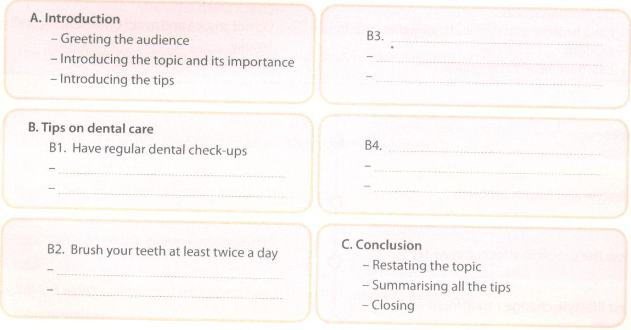 A. Introduction
– Greeting the audience
– Introducing the topic and its importance
– Introducing the tips
B. Tips on dental care
B1. Have regular dental check-ups
–
–
B2. Brush your teeth at least twice a day
–
–
B3.
–
–
B4.
–
–
C. Conclusion
– Restating the topic
– Summarising all the tips
– Closing